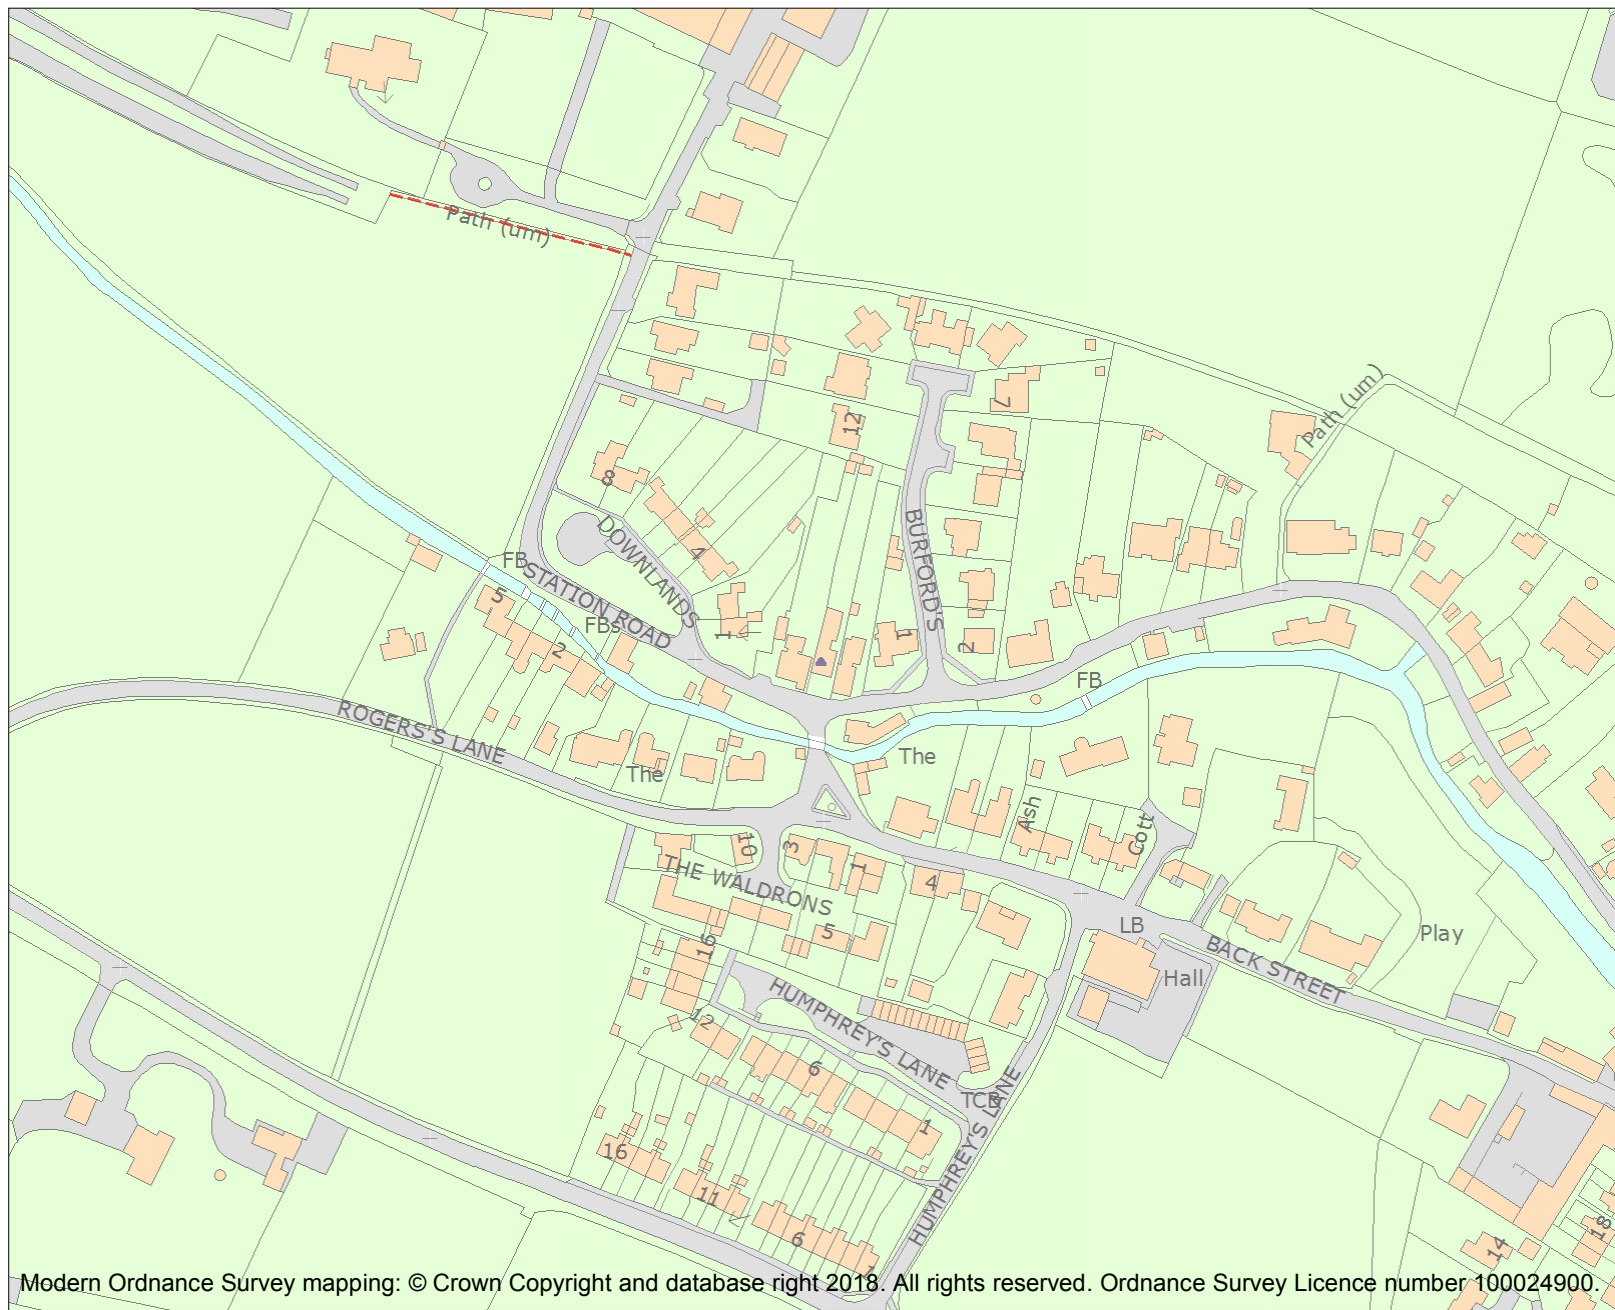 Path (um)
Path (um)
12
7
8
DOWNLANDS
4
BURFORD'S
FB
STATION ROAD
5
FBs
2
1
1
2
FB
ROGERS'S LANE
The
The
Ash
Cott
10
3
1
4
THE WALDRONS
5
16
LB
Play
BACK STREET
Hall
HUMPHREY'S LANE
12
6
TCB
1
HUMPHREY'S LANE
16
11
6
1
14
18
Modern Ordnance Survey mapping: © Crown Copyright and database right 2018. All rights reserved. Ordnance Survey Licence number 100024900.